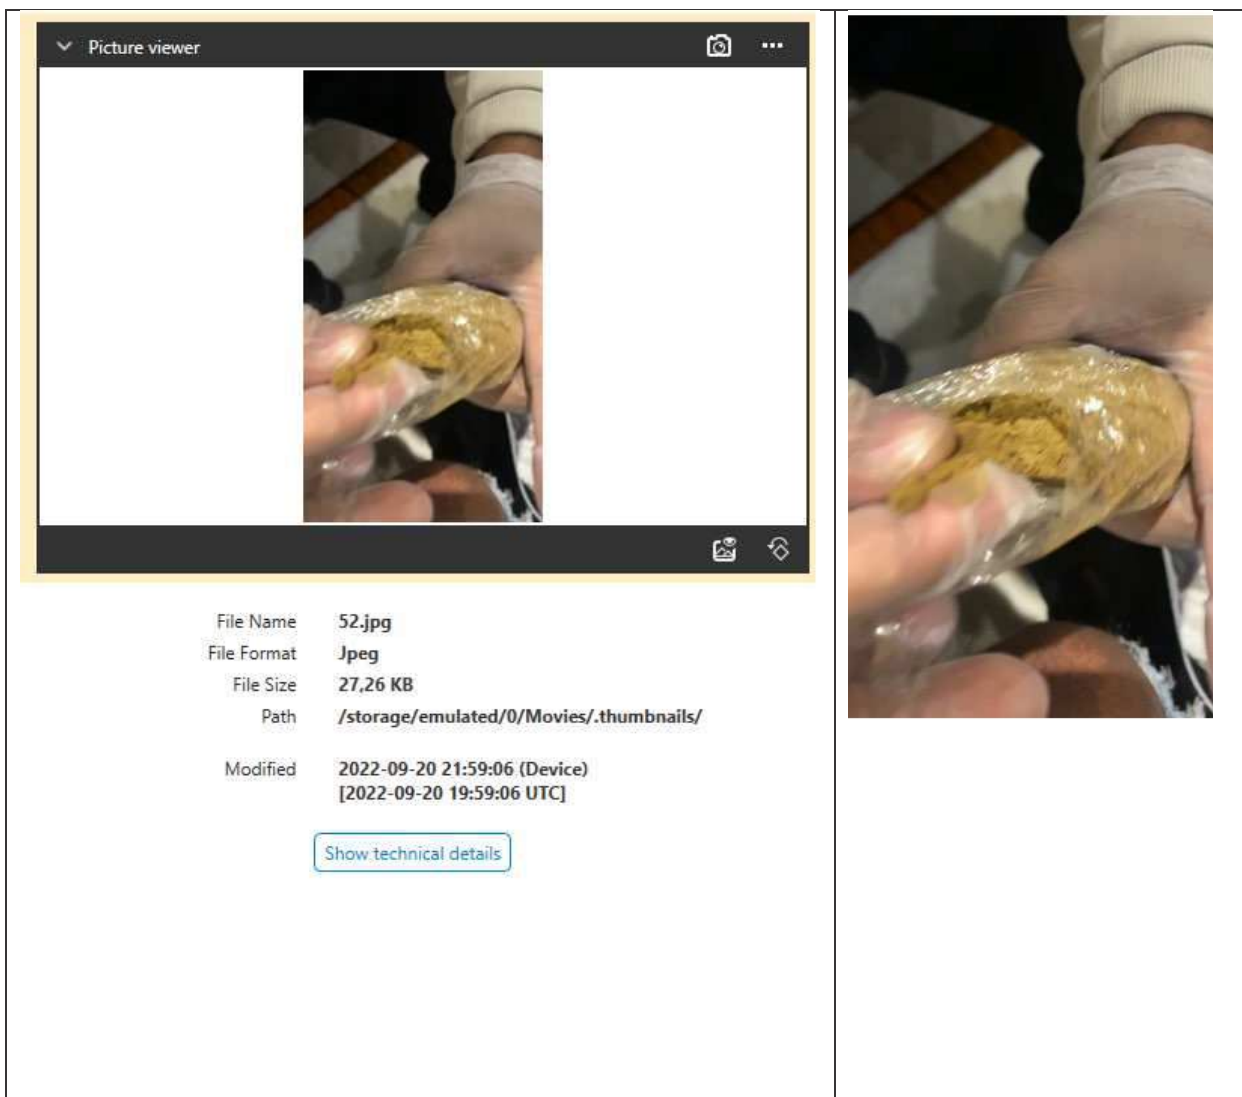 Picture viewer
File Name 52.jpg
File Format Jpeg
File Size 27,26 KB
Path /storage/emulated/0/Movies/.thumbnails/
Modified 2022-09-20 21:59:06 (Device)
[2022-09-20 19:59:06 UTC]
Show technical details